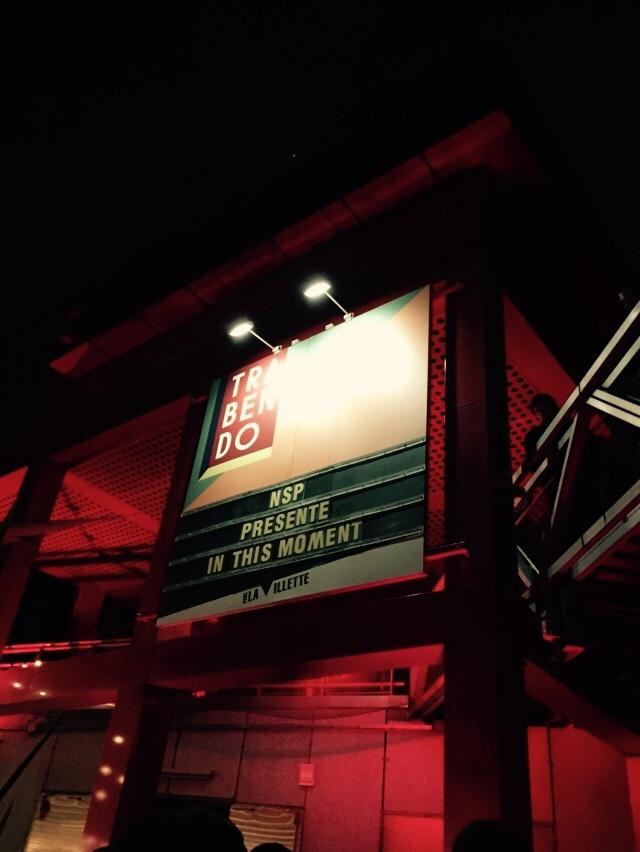 TRA
BEN
DO
NSP
PRESENTE
IN THIS MOMENT
LA VILLETTE